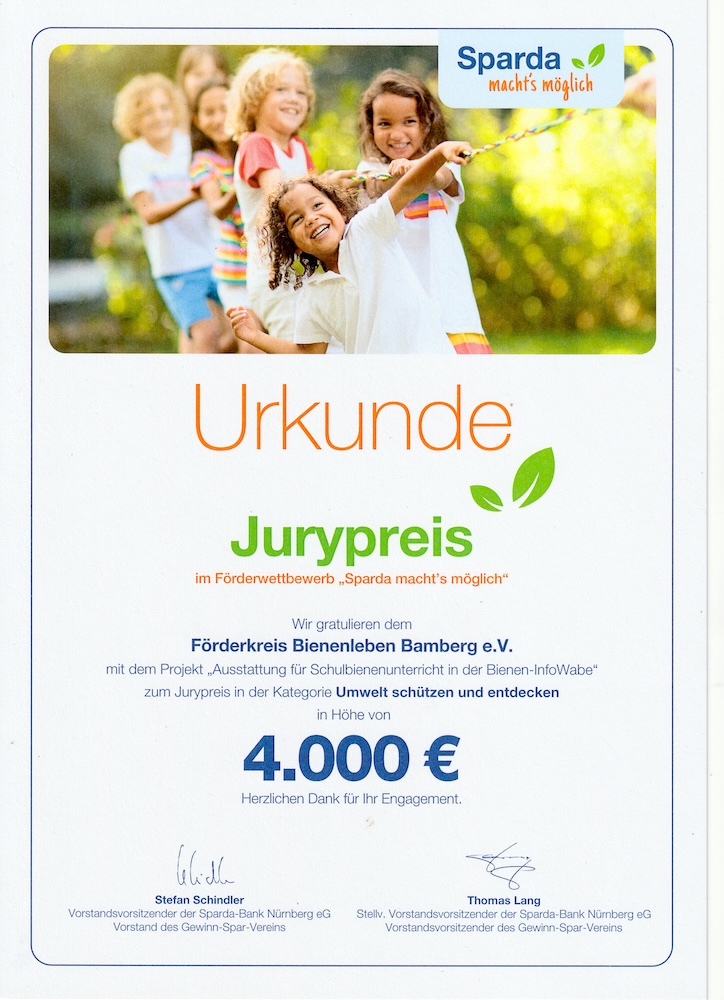 Sparda
macht's möglich
Urkunde
Jurypreis
im Förderwettbewerb „Sparda macht's möglich“
Wir gratulieren dem
Förderkreis Bienenleben Bamberg e.V.
mit dem Projekt „Ausstattung für Schulbienenunterricht in der Bienen-InfoWabe“
zum Jurypreis in der Kategorie Umwelt schützen und entdecken
in Höhe von
4.000 €
Herzlichen Dank für Ihr Engagement.
Stefan Schindler
Vorstandsvorsitzender der Sparda-Bank Nürnberg eG
Vorstand des Gewinn-Spar-Vereins
Thomas Lang
Stellv. Vorstandsvorsitzender der Sparda-Bank Nürnberg eG
Vorstandsvorsitzender des Gewinn-Spar-Vereins